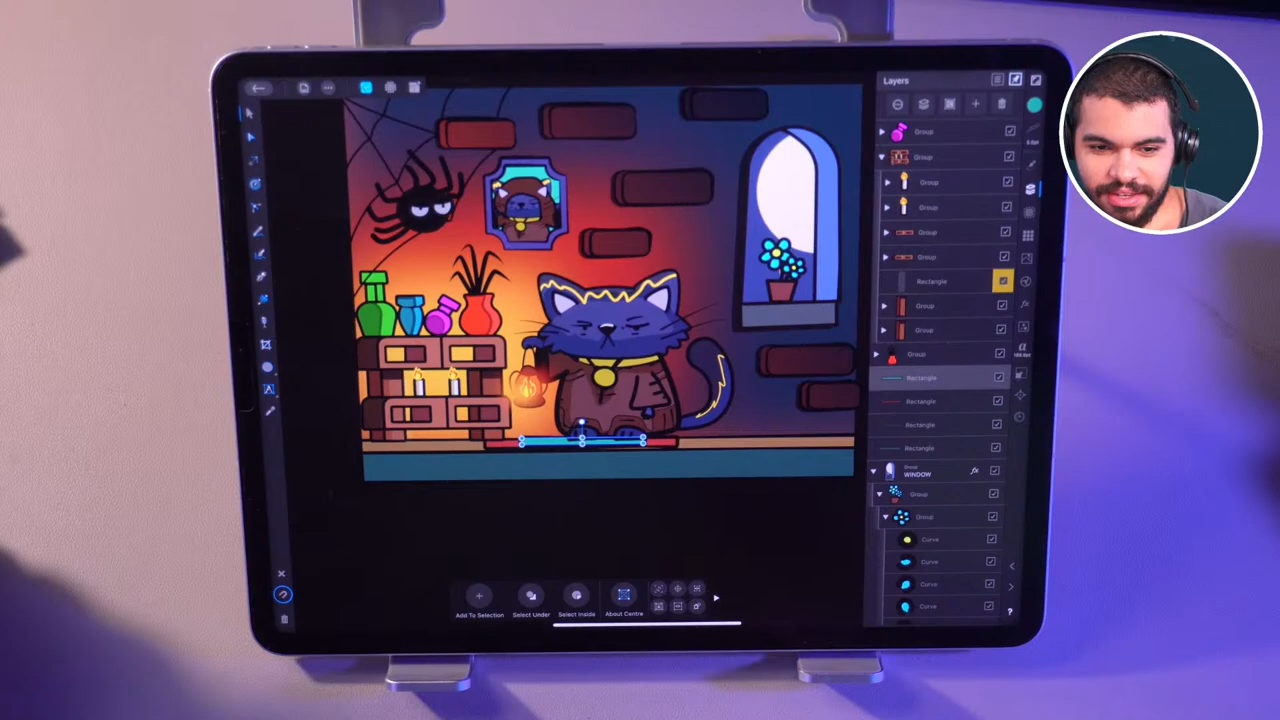 Layers
Group
Group
Group
Group
Group
Group
Rectangle
Group
Group
Group
Rectangle
Rectangle
Rectangle
Rectangle
Group
WINDOW
Group
Group
Curve
Curve
Curve
Curve
Add To Selection
Select Under
Select Inside
About Centre